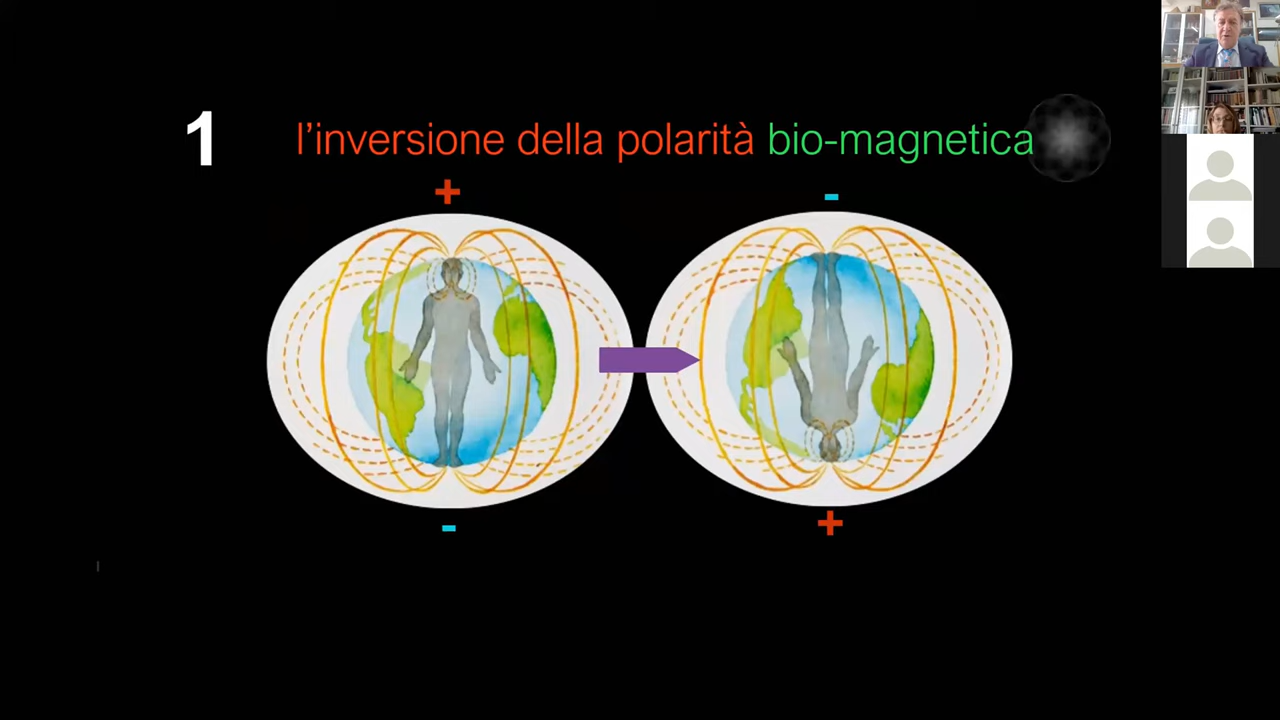 1 l’inversione della polarità bio-magnetica
+ -
- +